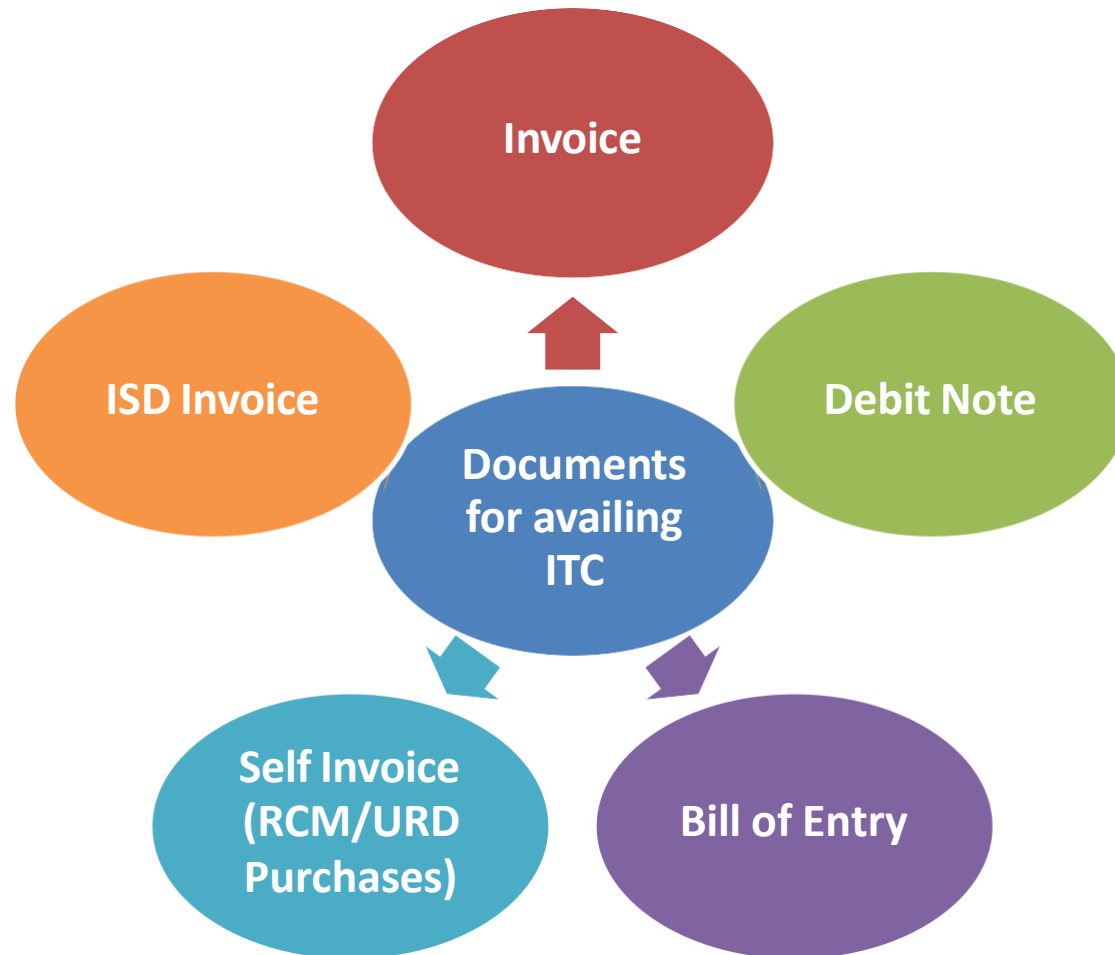 Invoice
ISD Invoice
Debit Note
Documents
for availing
ITC
Self Invoice
(RCM/URD
Purchases)
Bill of Entry